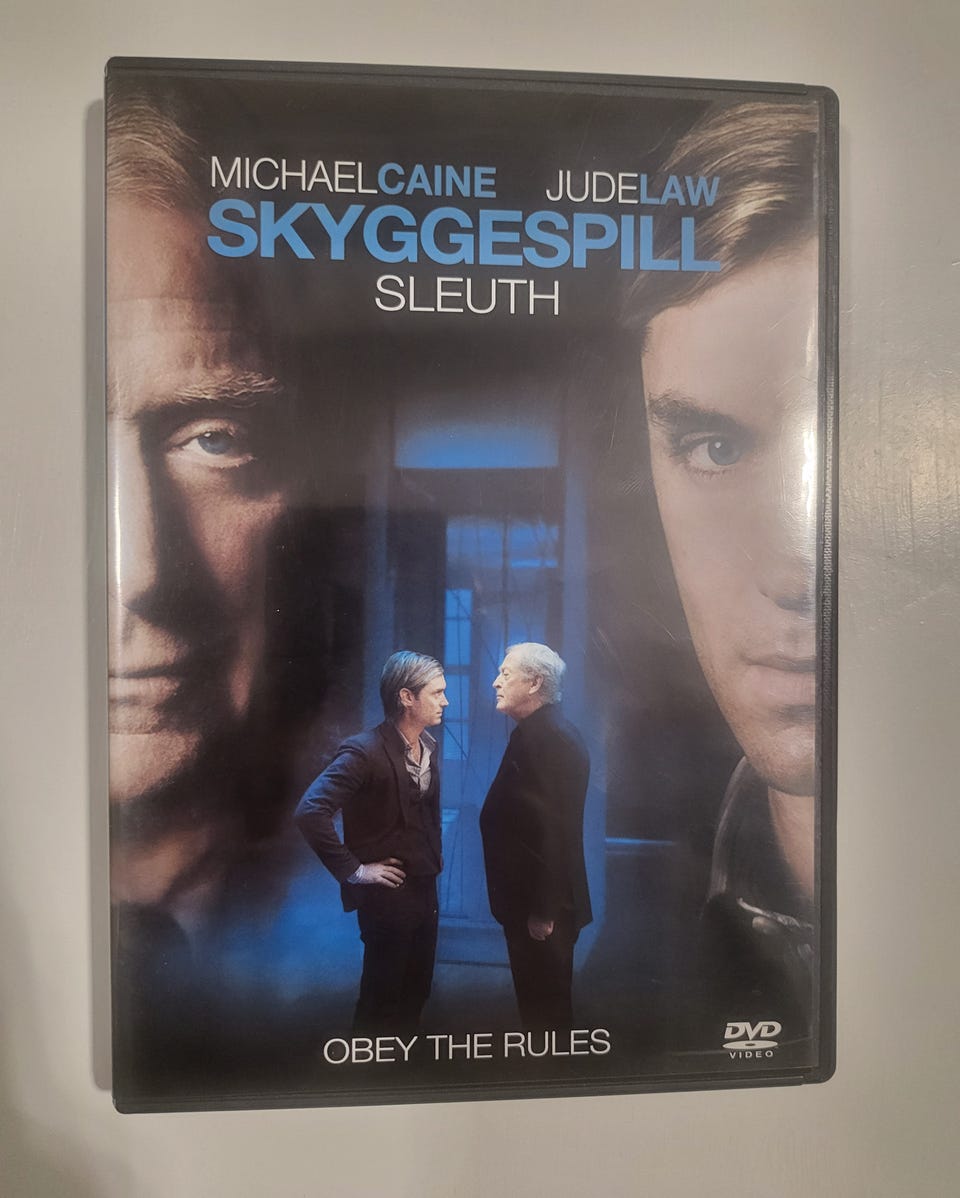 MICHAELCAINE JUDELAW
SKYGGESPILL
SLEUTH
OBEY THE RULES
DVD
VIDEO